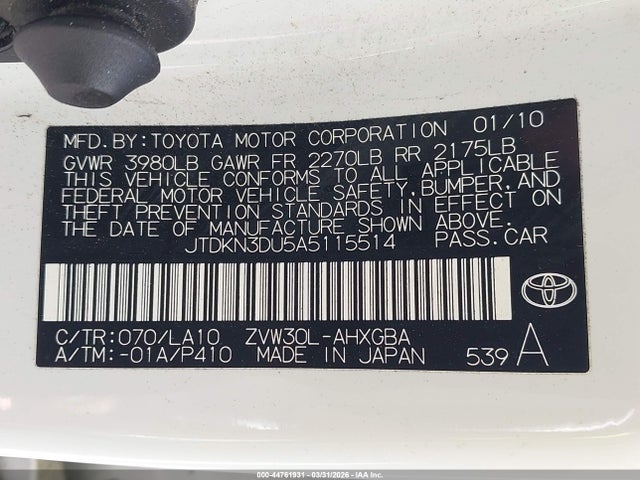 MFD.BY:TOYOTA MOTOR CORPORATION 01/10
GVWR 3980LB GAWR FR 2270LB RR 2175LB
THIS VEHICLE CONFORMS TO ALL APPLICABLE
FEDERAL MOTOR VEHICLE SAFETY,BUMPER,AND
THEFT PREVENTION STANDARDS IN EFFECT ON
THE DATE OF MANUFACTURE SHOWN ABOVE.
JTDKN3DU5A5115514 PASS.CAR
C/TR:070/LA10 ZVW30L-AHXGBA
A/TM:-01A/P410 MADE IN JAPAN 539 A
000-44761931 - 03/31/2026 - IAA Inc.